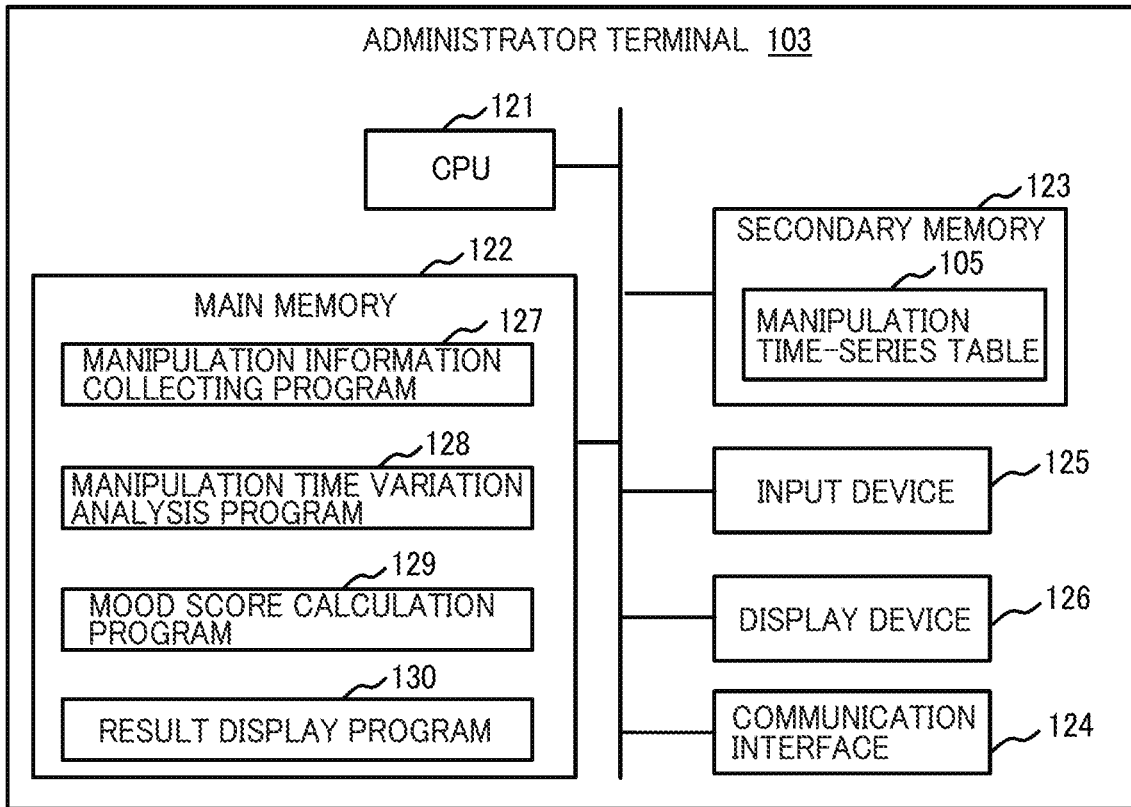 ADMINISTRATOR TERMINAL 103
121
CPU
123
SECONDARY MEMORY
105
MANIPULATION
TIME-SERIES TABLE
122
MAIN MEMORY
127
MANIPULATION INFORMATION
COLLECTING PROGRAM
128
MANIPULATION TIME VARIATION
ANALYSIS PROGRAM
129
MOOD SCORE CALCULATION
PROGRAM
130
RESULT DISPLAY PROGRAM
125
INPUT DEVICE
126
DISPLAY DEVICE
COMMUNICATION
INTERFACE
124